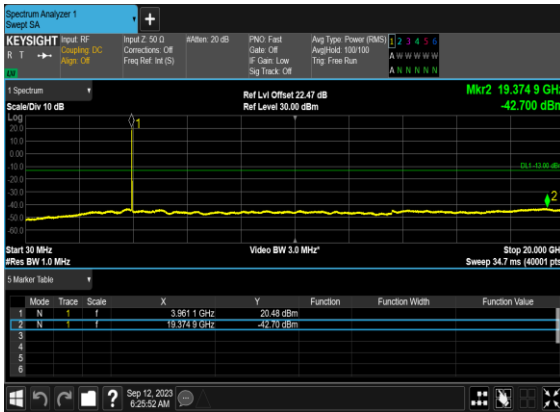 Spectrum Analyzer 1
Swept SA
+
KEYSIGHT Input: RF Input Z: 50 Ω #Atten: 20 dB PNO: Fast Avg Type: Power (RMS) 1 2 3 4 5 6
R T Coupling: DC Corrections: Off Gate: Off Avg|Hold: 100/100 A W W W W W
Align: Off Freq Ref: Int (S) IF Gain: Low Trig: Free Run
Sig Track: Off A N N N N N
1 Spectrum Ref Lvl Offset 22.47 dB Mkr2 19.374 9 GHz
Scale/Div 10 dB Ref Level 30.00 dBm -42.700 dBm
Log
20.0
10.0
0.00
-10.0
-20.0
-30.0
-40.0
-50.0
-60.0
1
DL1 -13.00 dBm
2
Start 30 MHz Video BW 3.0 MHz* Stop 20.000 GHz
#Res BW 1.0 MHz Sweep 34.7 ms (40001 pts)
5 Marker Table
Mode Trace Scale X Y Function Function Width Function Value
1 N 1 f 3.961 1 GHz 20.48 dBm
2 N 1 f 19.374 9 GHz -42.70 dBm
3
4
5
6
? Sep 12, 2023
6:25:52 AM